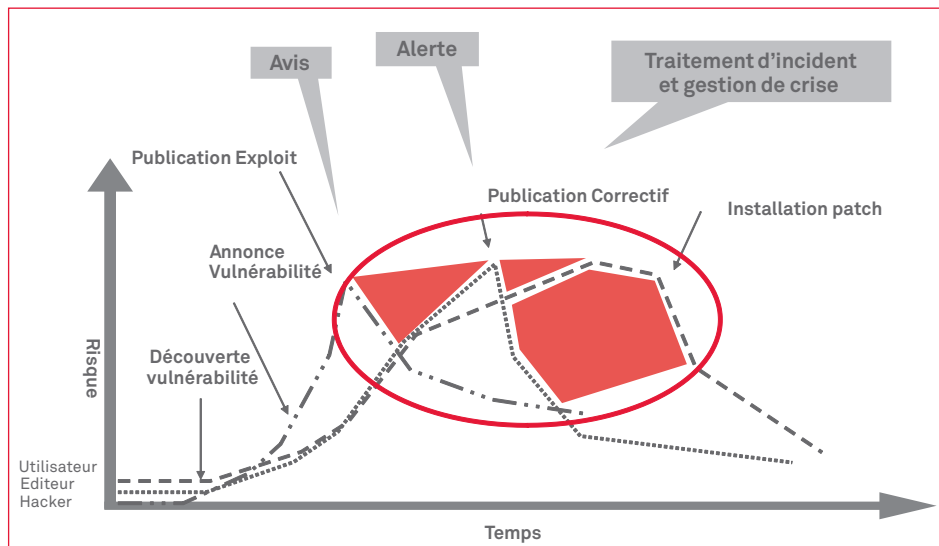 Avis
Alerte
Traitement d’incident
et gestion de crise
Publication Exploit
Publication Correctif
Installation patch
Annonce
Vulnérabilité
Découverte
vulnérabilité
Risque
Utilisateur
Editeur
Hacker
Temps